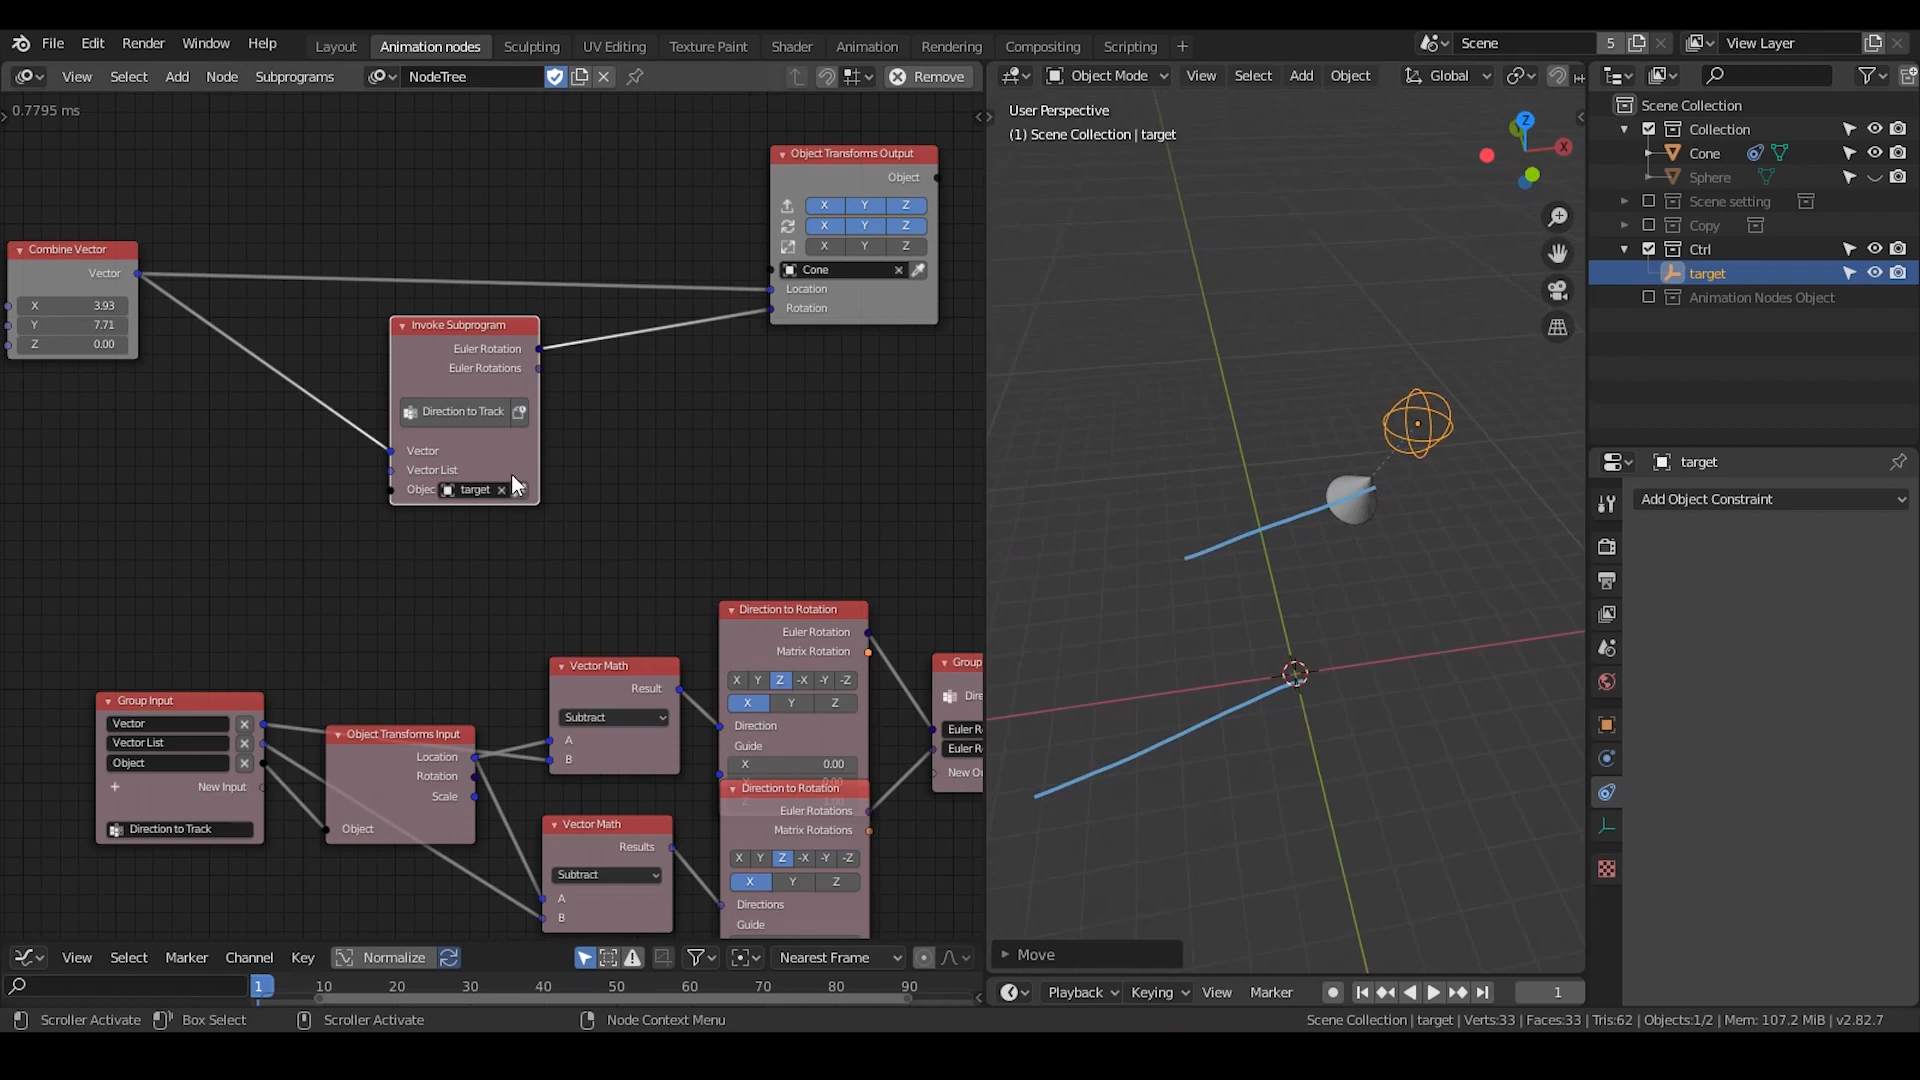 File Edit Render Window Help Layout Animation nodes Sculpting UV Editing Texture Paint Shader Animation Rendering Compositing Scripting Scene 5 View Layer
View Select Add Node Subprograms NodeTree Remove
Object Mode View Select Add Object Global
0.7795 ms
User Perspective
(1) Scene Collection | target
Z
X
Object Transforms Output
Object
X Y Z
X Y Z
X Y Z
Cone
Location
Rotation
Combine Vector
Vector
X 3.93
Y 7.71
Z 0.00
Invoke Subprogram
Euler Rotation
Euler Rotations
Direction to Track
Vector
Vector List
Objec target
Direction to Rotation
Euler Rotation
Matrix Rotation
X Y Z -X -Y -Z
X Y Z
Direction
Guide
X 0.00
Direction to Rotation
Euler Rotations
Matrix Rotations
X Y Z -X -Y -Z
X Y Z
Directions
Guide
Vector Math
Result
Subtract
A
B
Vector Math
Results
Subtract
A
B
Group Input
Vector
Vector List
Object
New Input
Direction to Track
Object Transforms Input
Location
Rotation
Scale
Object
Group
Dire
Euler R
Euler R
New Ou
Move
Scene Collection
Collection
Cone
Sphere
Scene setting
Copy
Ctrl
target
Animation Nodes Object
target
Add Object Constraint
View Select Marker Channel Key Normalize Nearest Frame
1 10 20 30 40 50 60 70 80 90
Playback Keying View Marker 1
Scroller Activate Box Select Scroller Activate Node Context Menu
Scene Collection | target | Verts:33 | Faces:33 | Tris:62 | Objects:1/2 | Mem: 107.2 MiB | v2.82.7